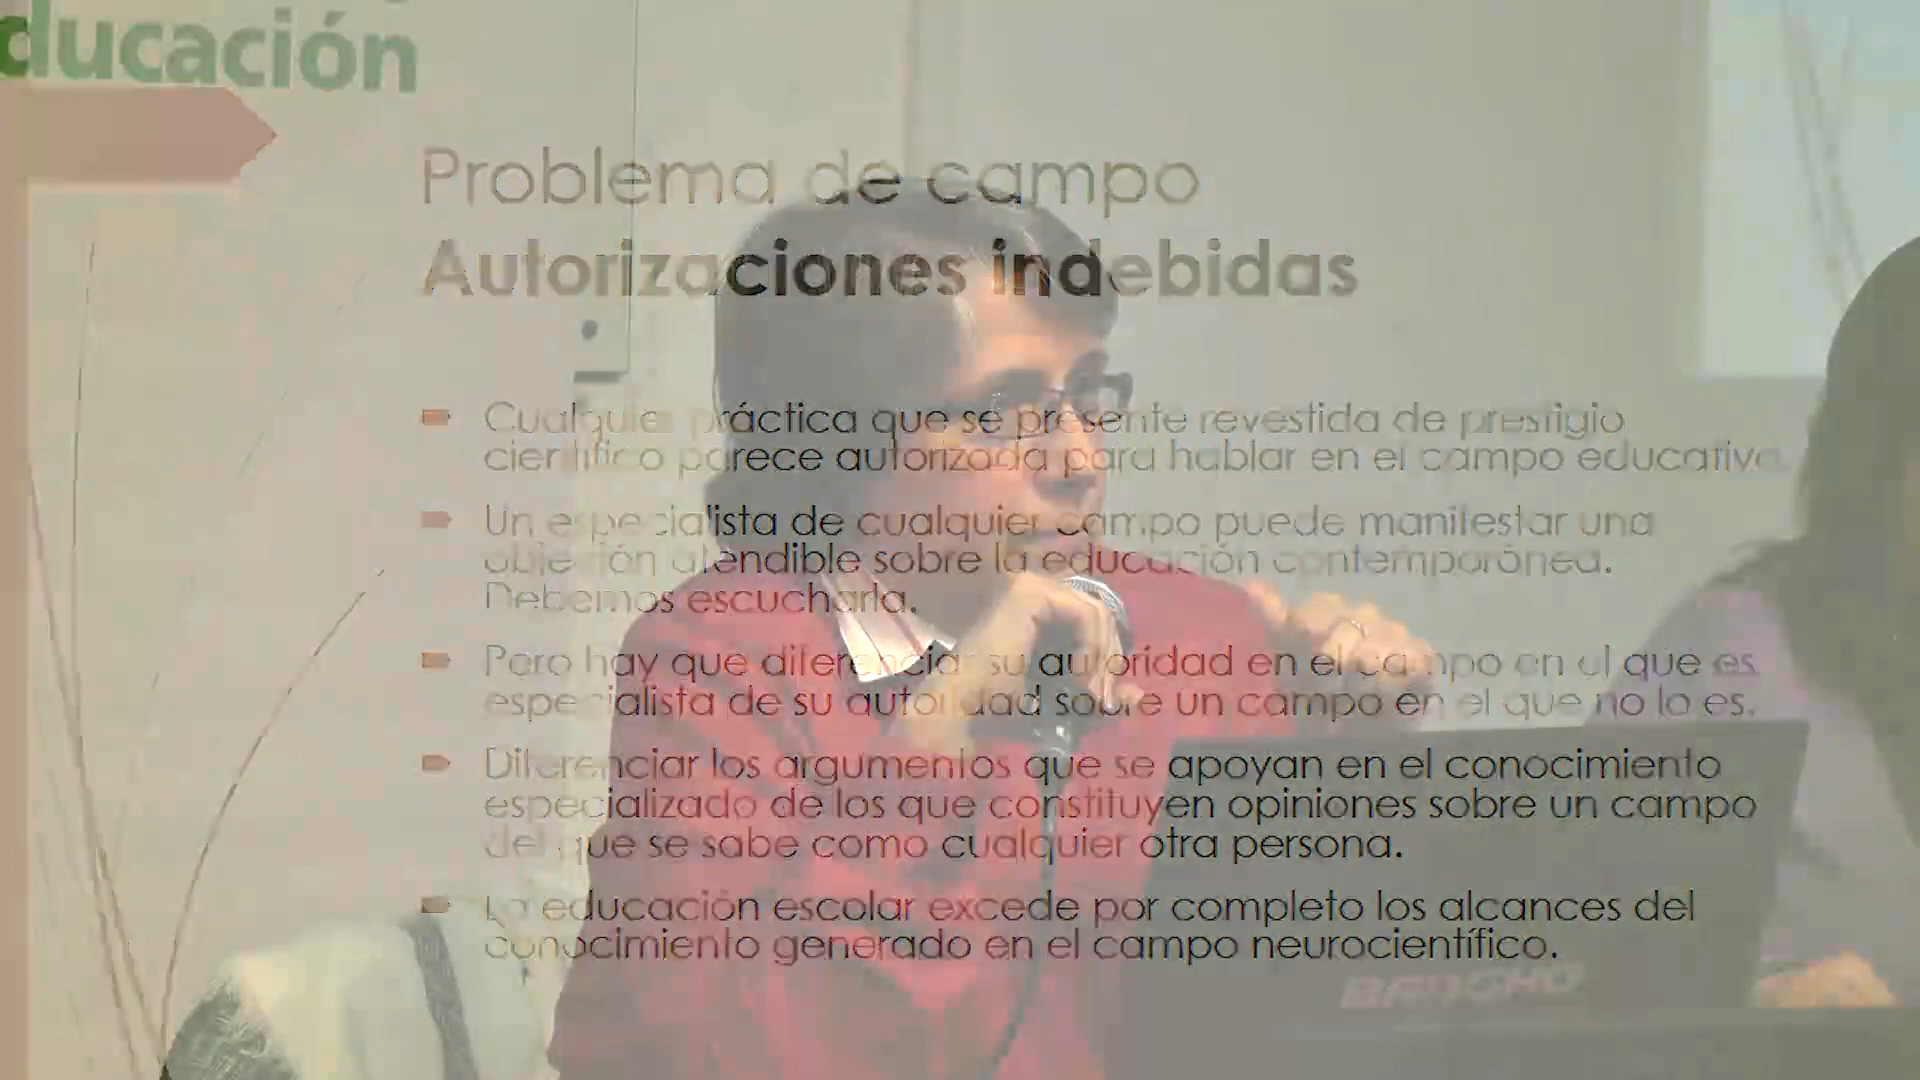 ducación
Problema de campo
Autorizaciones indebidas
Cualquier práctica que se presente revestida de prestigio
científico parece autorizada para hablar en el campo educativo.
Un especialista de cualquier campo puede manifestar una
objeción atendible sobre la educación contemporánea.
Debemos escucharla.
Pero hay que diferenciar su autoridad en el campo en el que es
especialista de su autoridad sobre un campo en el que no lo es.
Diferenciar los argumentos que se apoyan en el conocimiento
especializado de los que constituyen opiniones sobre un campo
del que se sabe como cualquier otra persona.
La educación escolar excede por completo los alcances del
conocimiento generado en el campo neurocientífico.
BANGHO